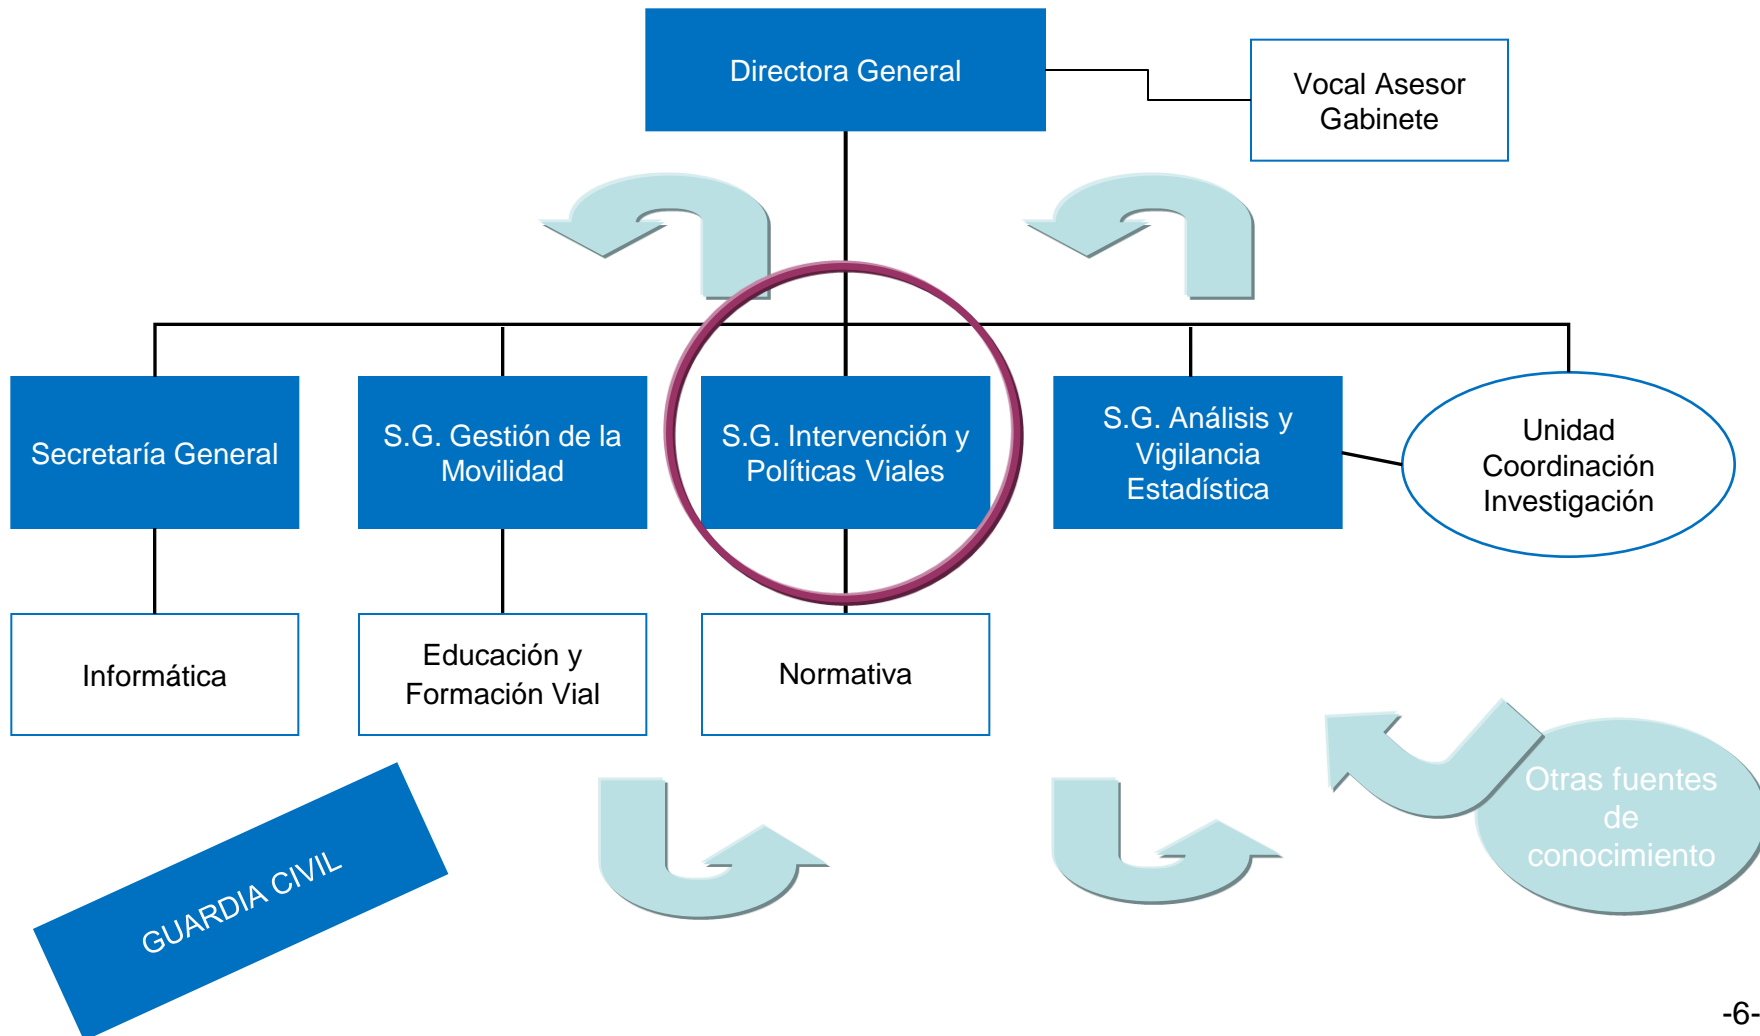 Directora General
Vocal Asesor
Gabinete
Secretaría General
S.G. Gestión de la
Movilidad
S.G. Intervención y
Políticas Viales
S.G. Análisis y
Vigilancia
Estadística
Unidad
Coordinación
Investigación
Informática
Educación y
Formación Vial
Normativa
GUARDIA CIVIL
Otras fuentes
de
conocimiento
-6-